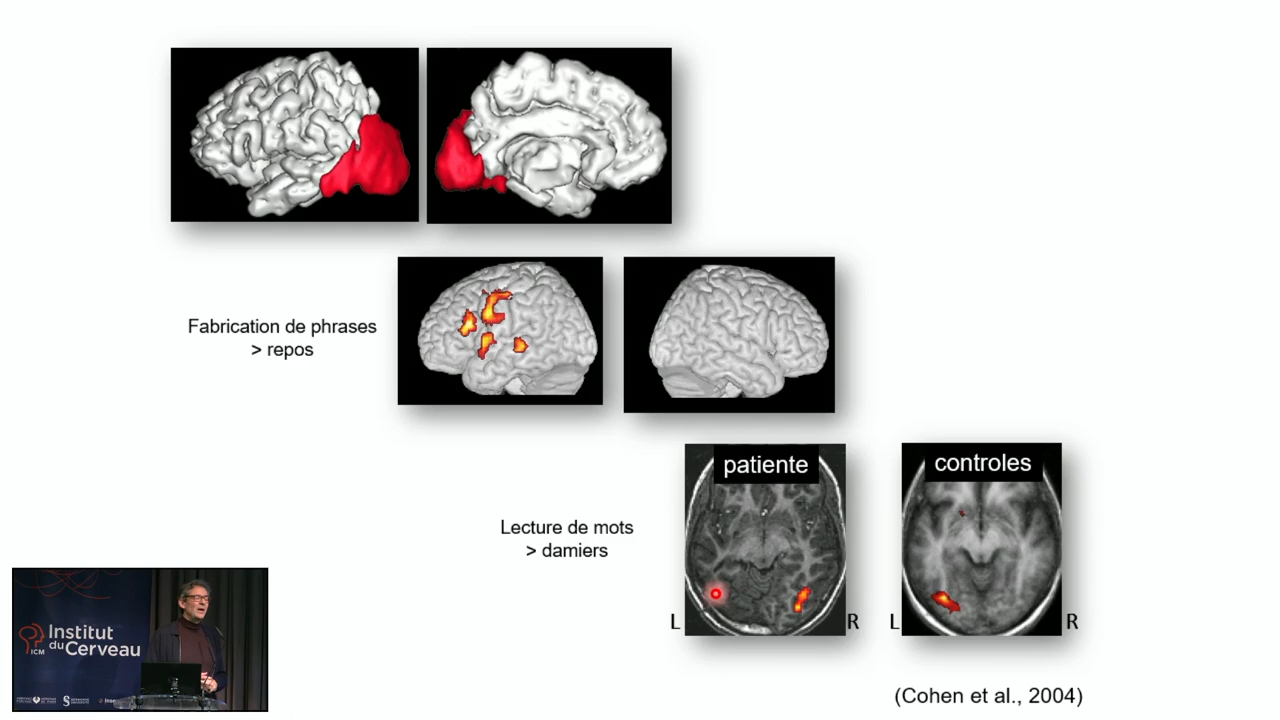 Fabrication de phrases
> repos
patiente
controles
Lecture de mots
> damiers
L
R
L
R
(Cohen et al., 2004)
Institut
du Cerveau
ICM